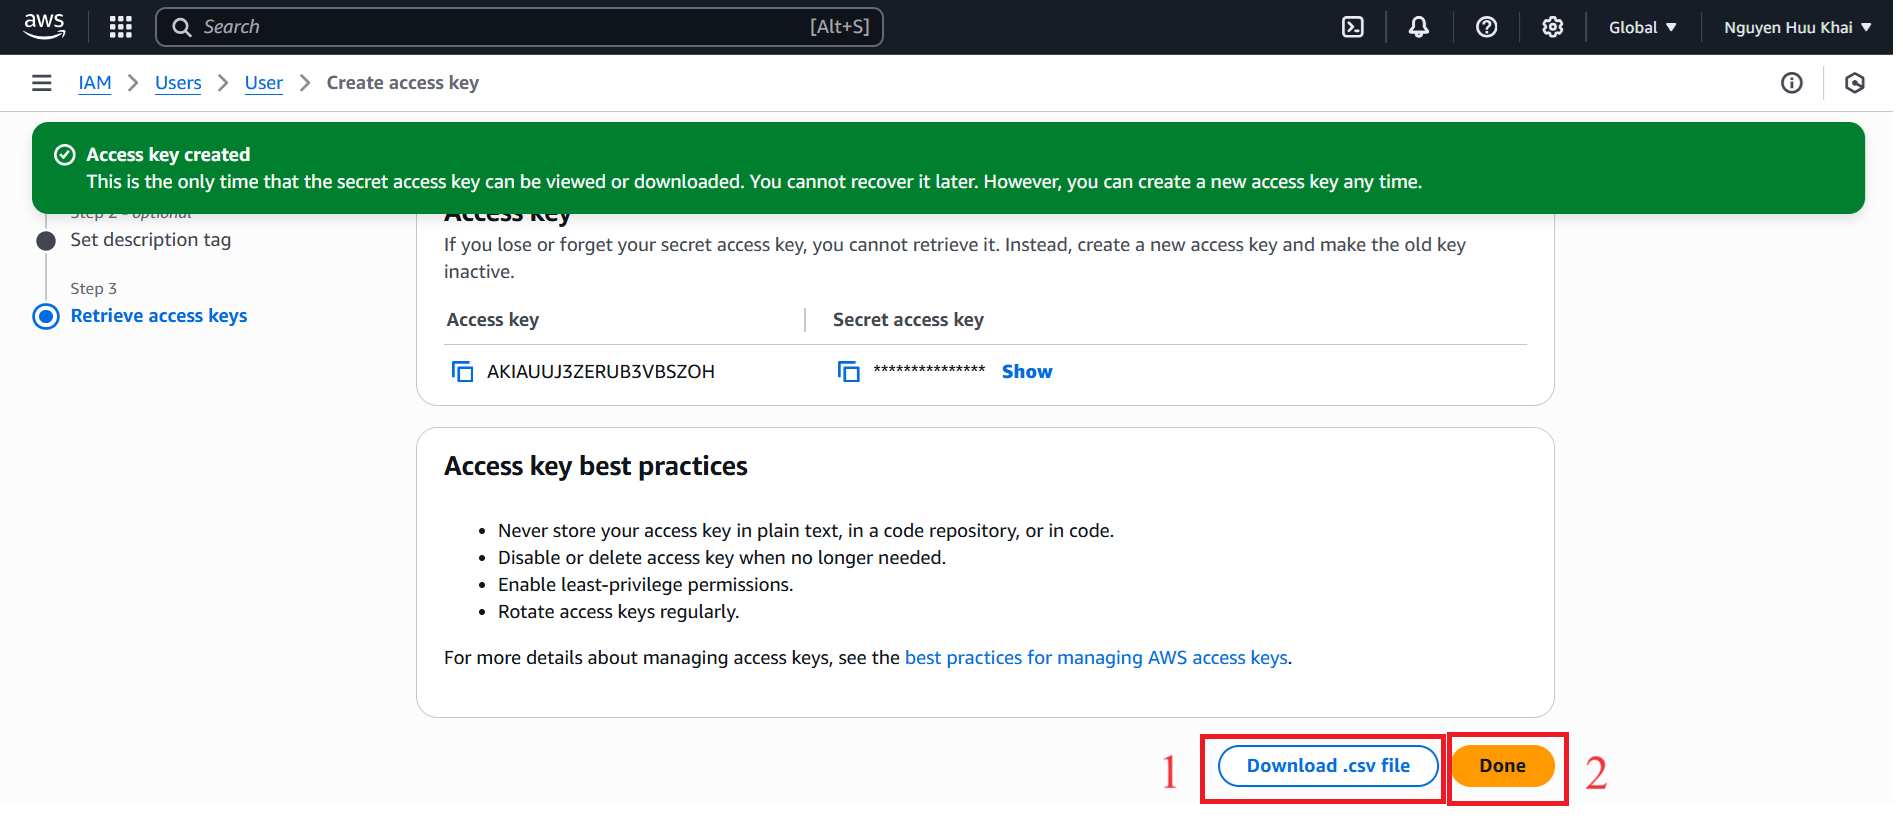 aws
Search
[Alt+S]
Global
Nguyen Huu Khai
IAM
Users
User
Create access key
Access key created
This is the only time that the secret access key can be viewed or downloaded. You cannot recover it later. However, you can create a new access key any time.
Step 2 - optional
Set description tag
Step 3
Retrieve access keys
Access key
If you lose or forget your secret access key, you cannot retrieve it. Instead, create a new access key and make the old key
inactive.
Access key
Secret access key
AKIAUUJ3ZERUB3VBSZOH
***************
Show
Access key best practices
• Never store your access key in plain text, in a code repository, or in code.
• Disable or delete access key when no longer needed.
• Enable least-privilege permissions.
• Rotate access keys regularly.
For more details about managing access keys, see the best practices for managing AWS access keys.
1
Download .csv file
Done
2